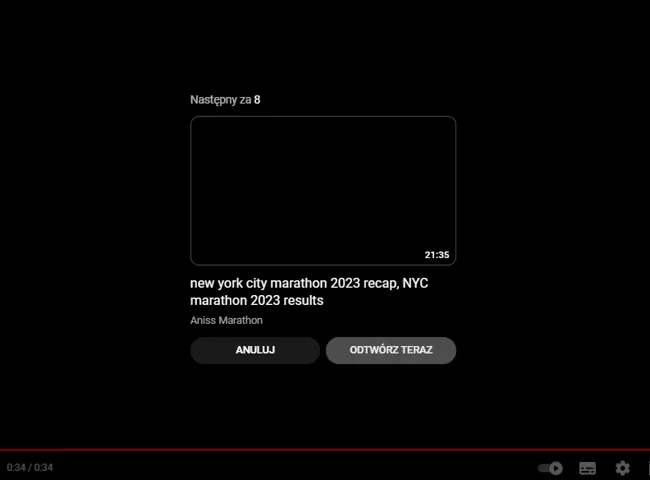 Następny za 8
21:35
new york city marathon 2023 recap, NYC
marathon 2023 results
Aniss Marathon
ANULUJ
ODTWÓRZ TERAZ
0:34 / 0:34